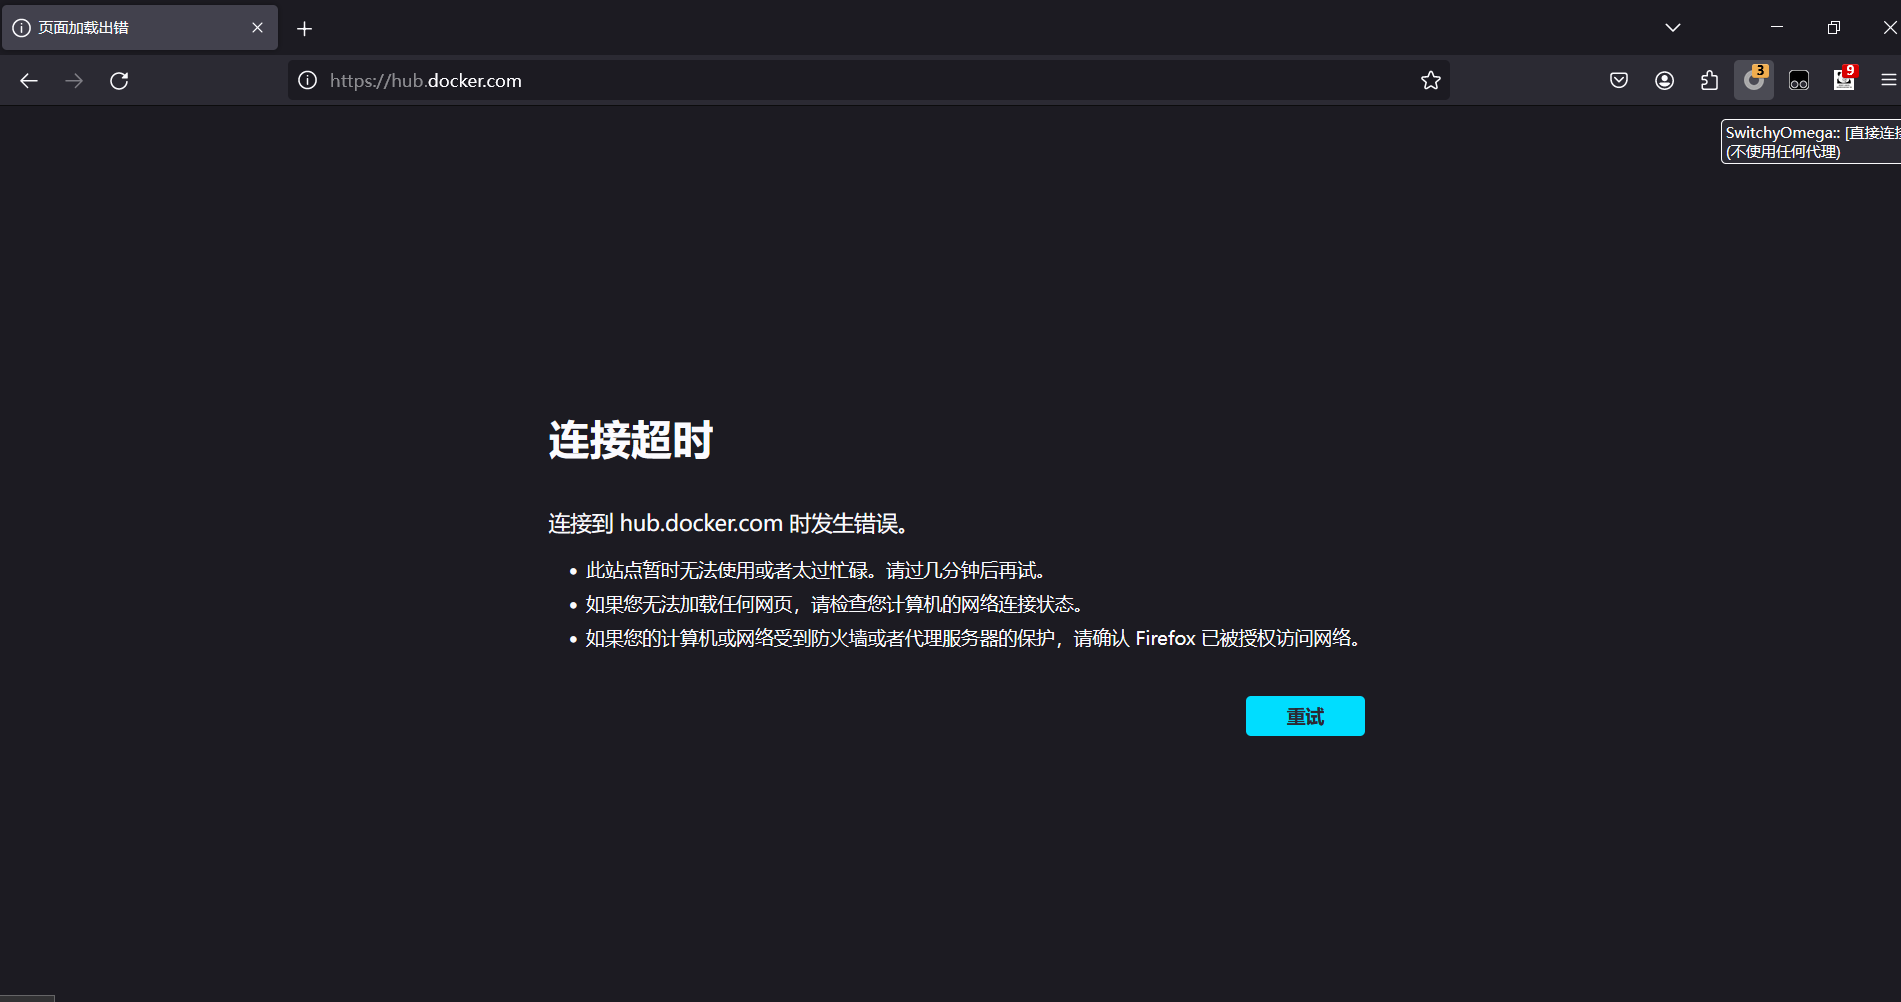 页面加载出错
https://hub.docker.com
3
9
SwitchyOmega:: [直接连接
(不使用任何代理)
连接超时
连接到 hub.docker.com 时发生错误。
此站点暂时无法使用或者太过忙碌。请过几分钟后再试。
如果您无法加载任何网页，请检查您计算机的网络连接状态。
如果您的计算机或网络受到防火墙或者代理服务器的保护，请确认 Firefox 已被授权访问网络。
重试